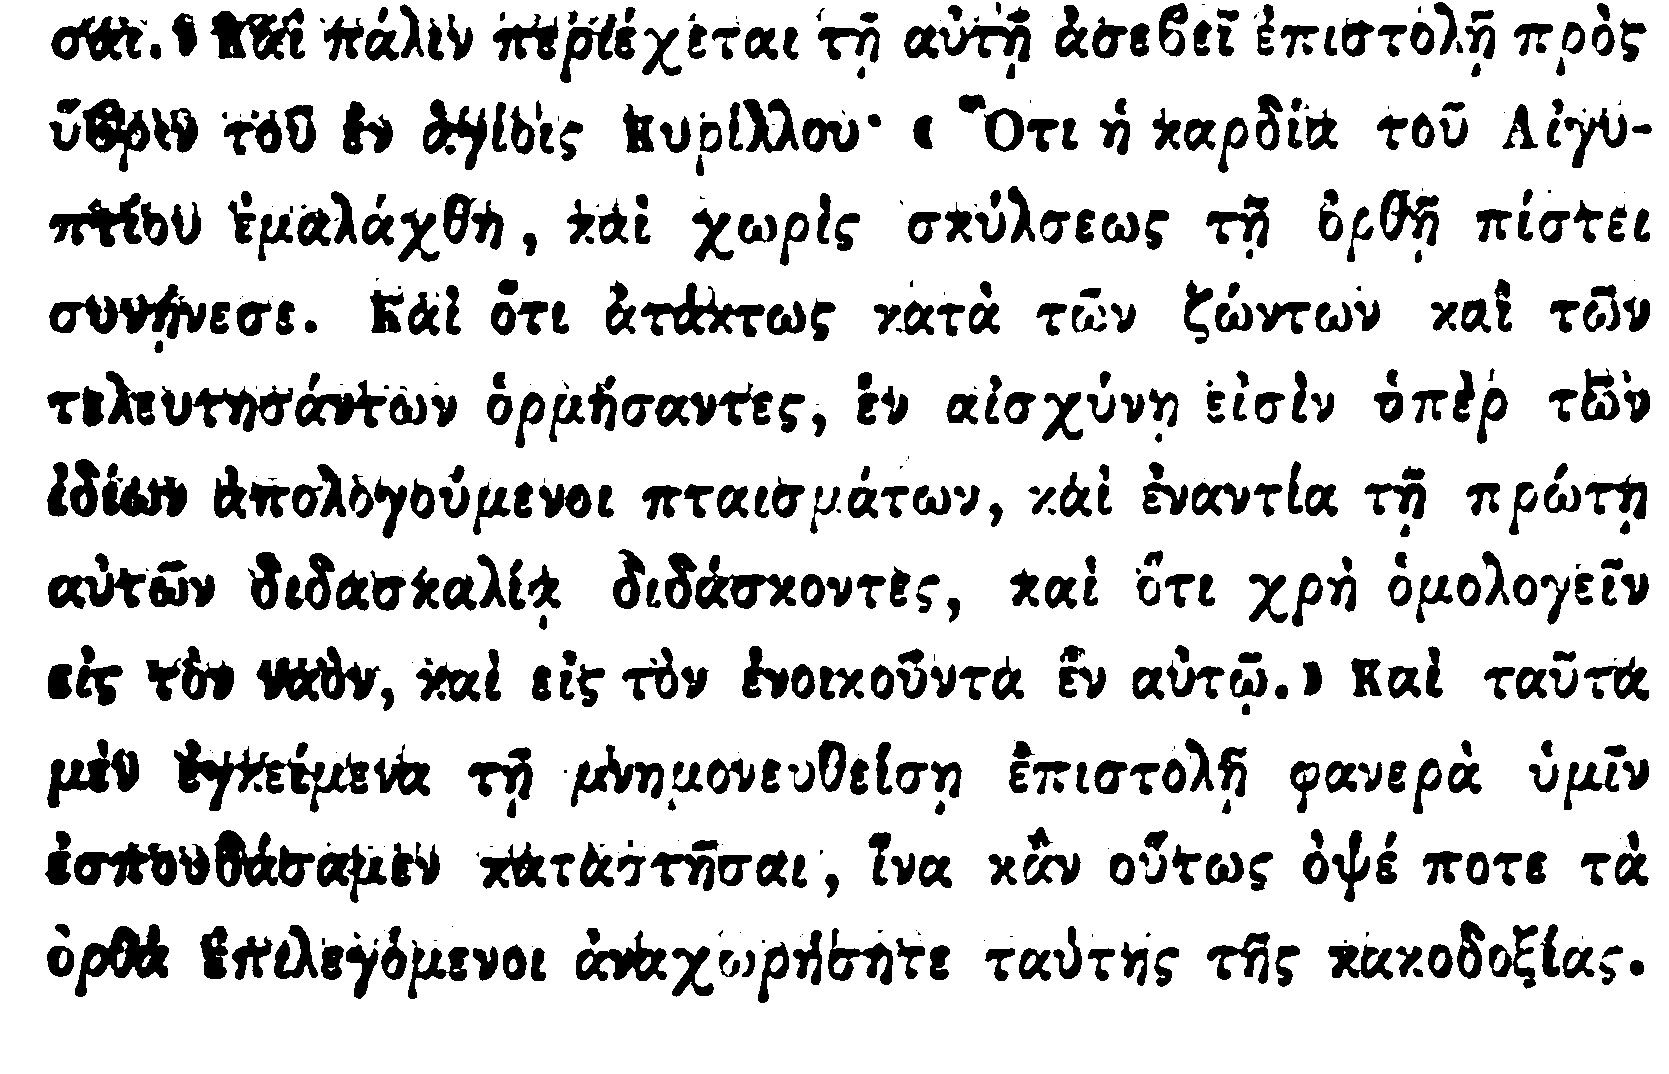 σαι.» Καὶ πάλιν περιέχεται τῇ αὐτῇ ἀσεβεῖ ἐπιστολῇ πρὸς
ὕβριν τοῦ ἐν ἁγίοις Κυρίλλου· « Ὅτι ἡ καρδία τοῦ Αἰγυ-
πτίου ἐμαλάχθη, καὶ χωρὶς σκύλσεως τῇ ὀρθῇ πίστει
συνῄνεσε. Καὶ ὅτι ἀτάκτως κατὰ τῶν ζώντων καὶ τῶν
τελευτησάντων ὁρμήσαντες, ἐν αἰσχύνῃ εἰσὶν ὑπὲρ τῶν
ἰδίων ἀπολογούμενοι πταισμάτων, καὶ ἐναντία τῇ πρώτῃ
αὐτῶν διδασκαλίᾳ διδάσκοντες, καὶ ὅτι χρὴ ὁμολογεῖν
εἰς τὸν ναὸν, καὶ εἰς τὸν ἐνοικοῦντα ἐν αὐτῷ.» Καὶ ταῦτα
μὲν ἐγκείμενα τῇ μνημονευθείσῃ ἐπιστολῇ φανερὰ ὑμῖν
ἐσπουδάσαμεν καταστῆσαι, ἵνα κἂν οὕτως ὀψέ ποτε τὰ
ὀρθὰ ἐπιλεγόμενοι ἀναχωρήσητε ταύτης τῆς κακοδοξίας.